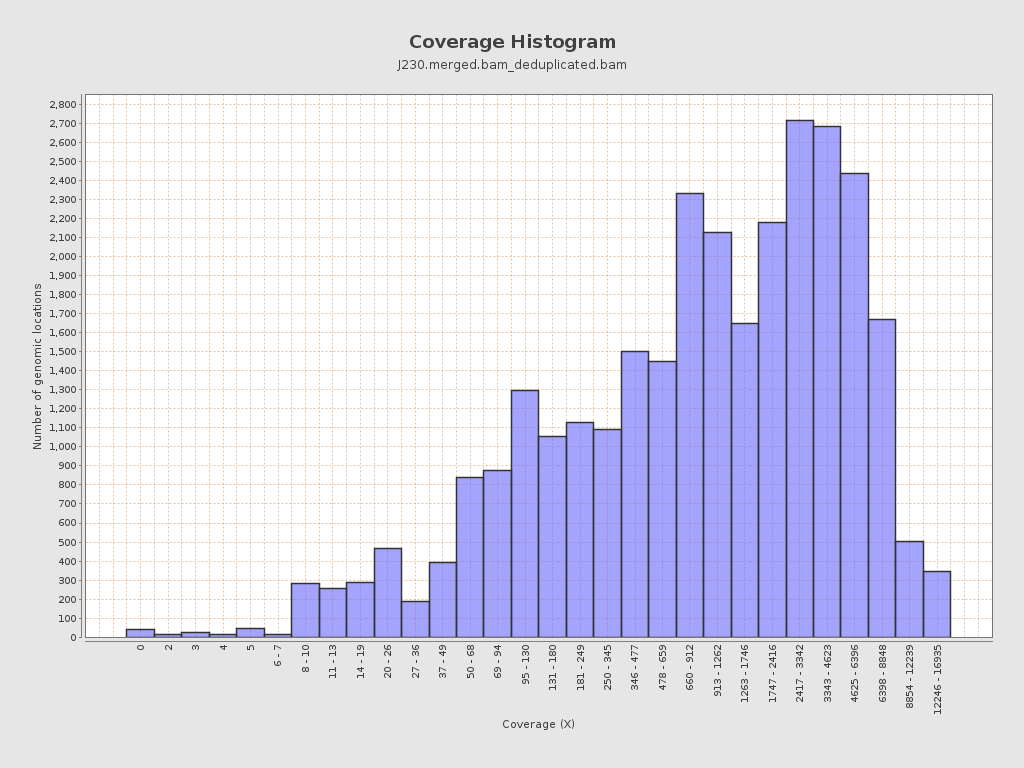 Coverage Histogram
J230.merged.bam_deduplicated.bam
2,800
2,700
2,600
2,500
2,400
2,300
2,200
2,100
2,000
1,900
1,800
1,700
1,600
1,500
1,400
1,300
1,200
1,100
1,000
900
800
700
600
500
400
300
200
100
0
Number of genomic locations
0
2
3
4
5
6 - 7
8 - 10
11 - 13
14 - 19
20 - 26
27 - 36
37 - 49
50 - 68
69 - 94
95 - 130
131 - 180
181 - 249
250 - 345
346 - 477
478 - 659
660 - 912
913 - 1262
1263 - 1746
1747 - 2416
2417 - 3342
3343 - 4623
4625 - 6396
6398 - 8848
8854 - 12239
12246 - 16935
Coverage (X)